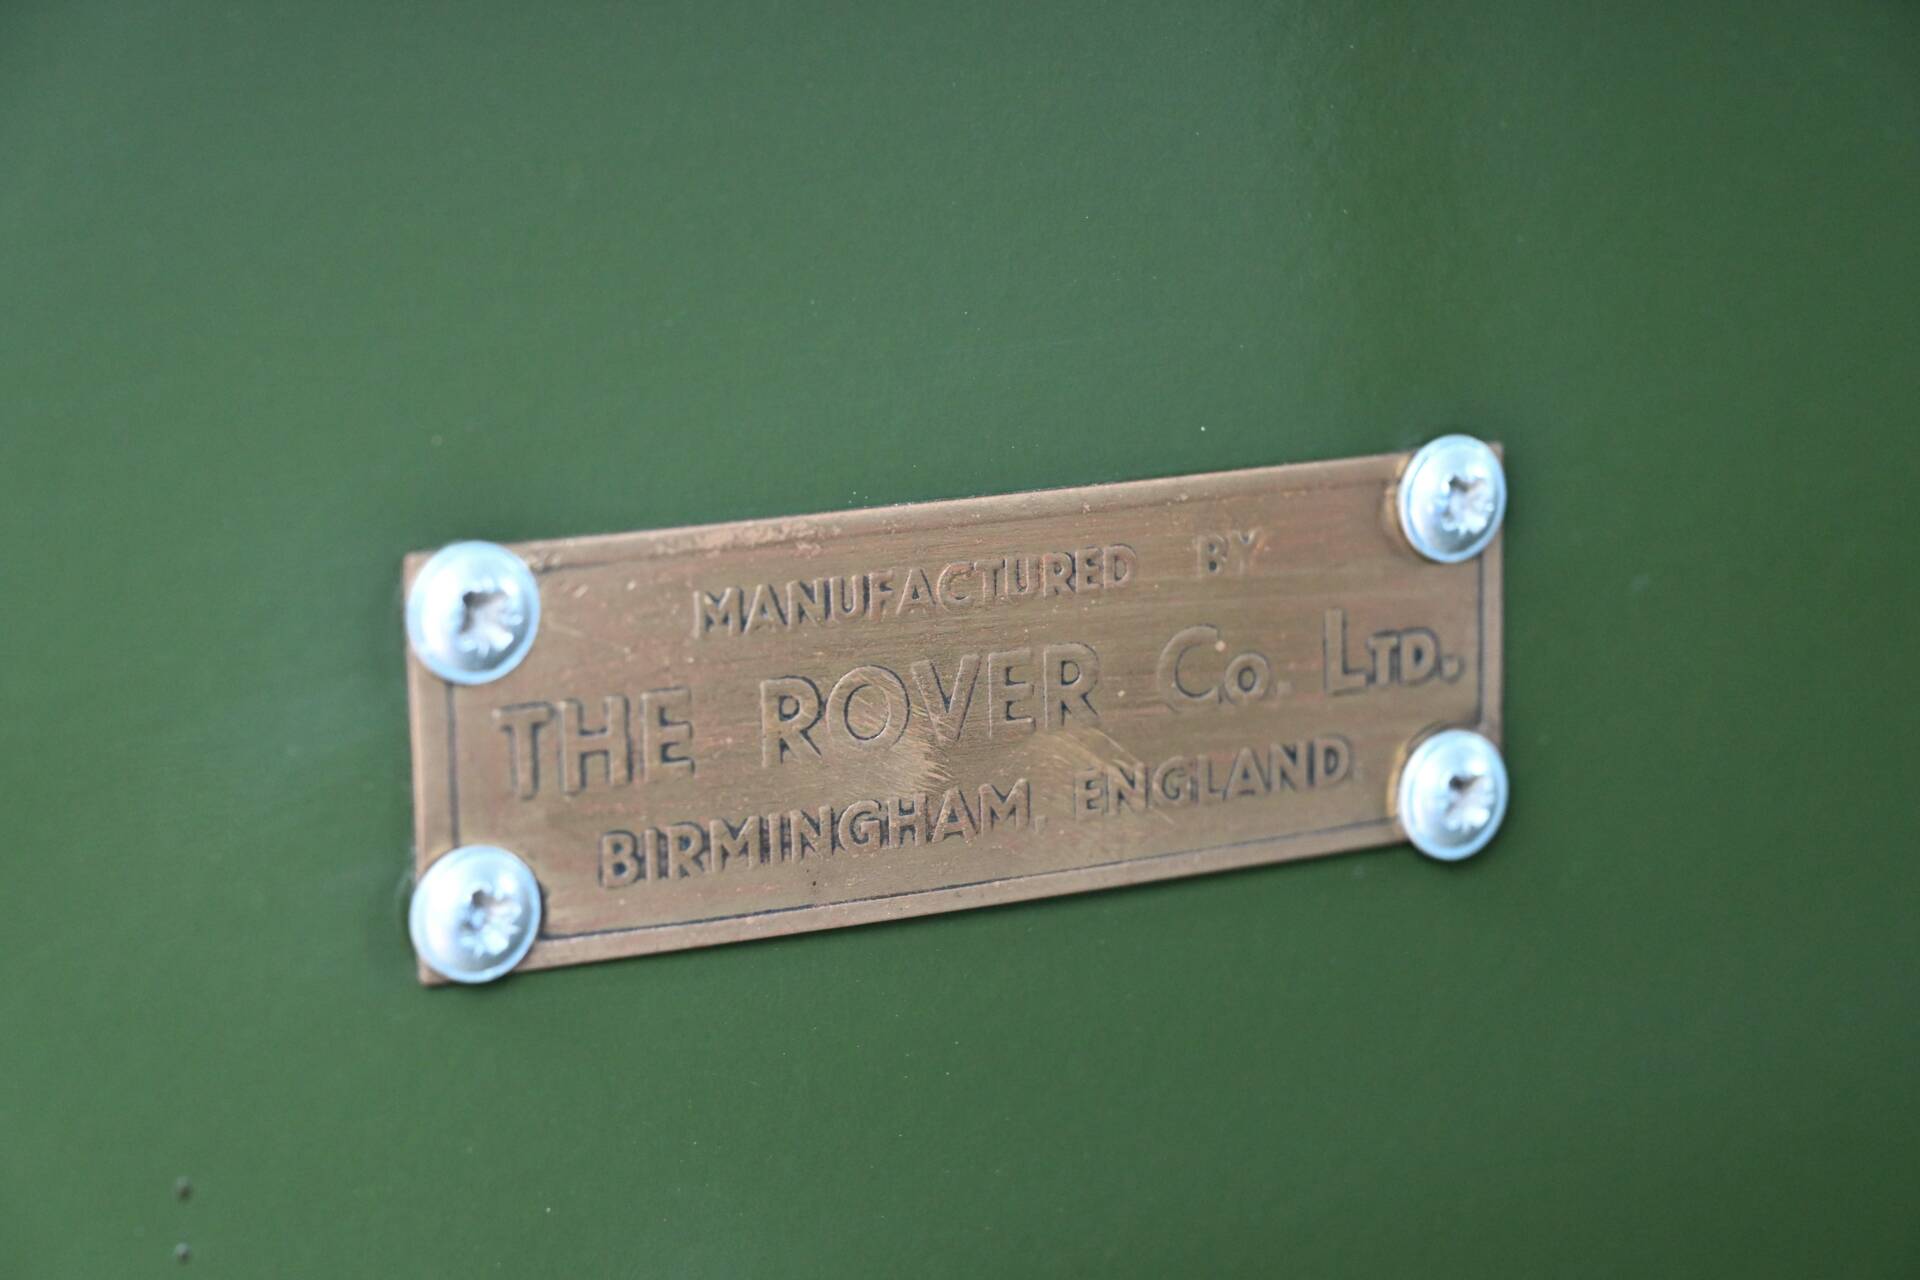 MANUFACTURED BY
THE ROVER CO. LTD.
BIRMINGHAM, ENGLAND